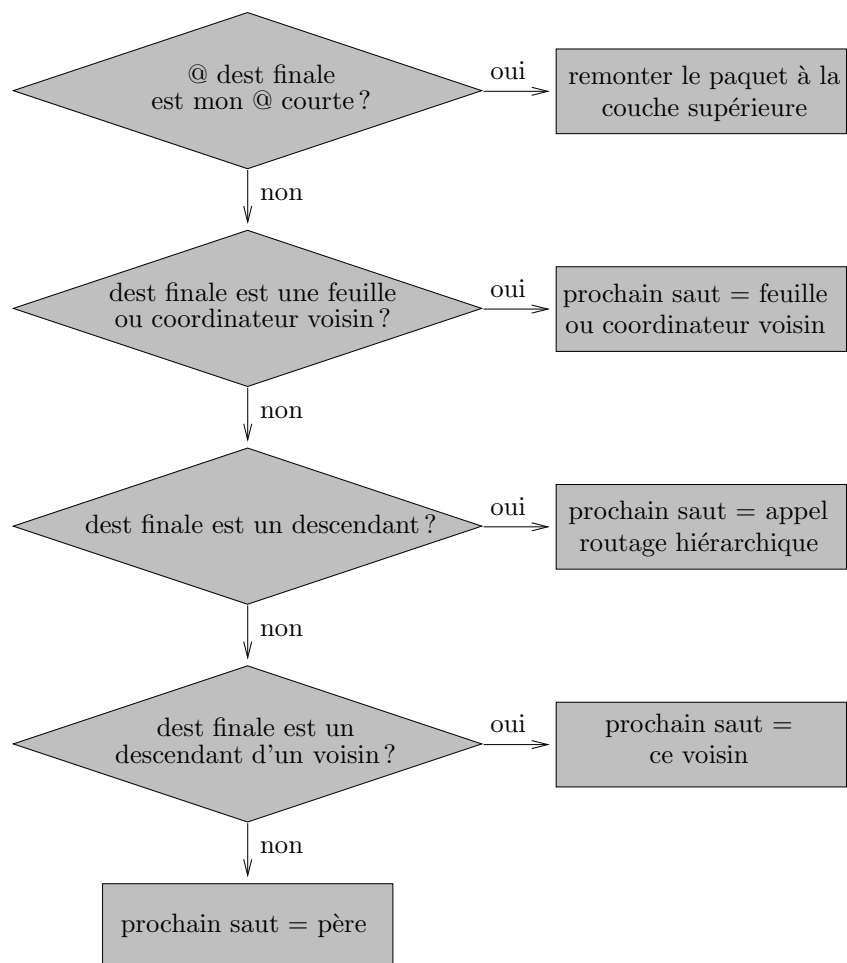 @ dest finale
est mon @ courte ?
oui
remonter le paquet à la
couche supérieure
non
dest finale est une feuille
ou coordinateur voisin ?
oui
prochain saut = feuille
ou coordinateur voisin
non
dest finale est un descendant ?
oui
prochain saut = appel
routage hiérarchique
non
dest finale est un
descendant d'un voisin ?
oui
prochain saut =
ce voisin
non
prochain saut = père